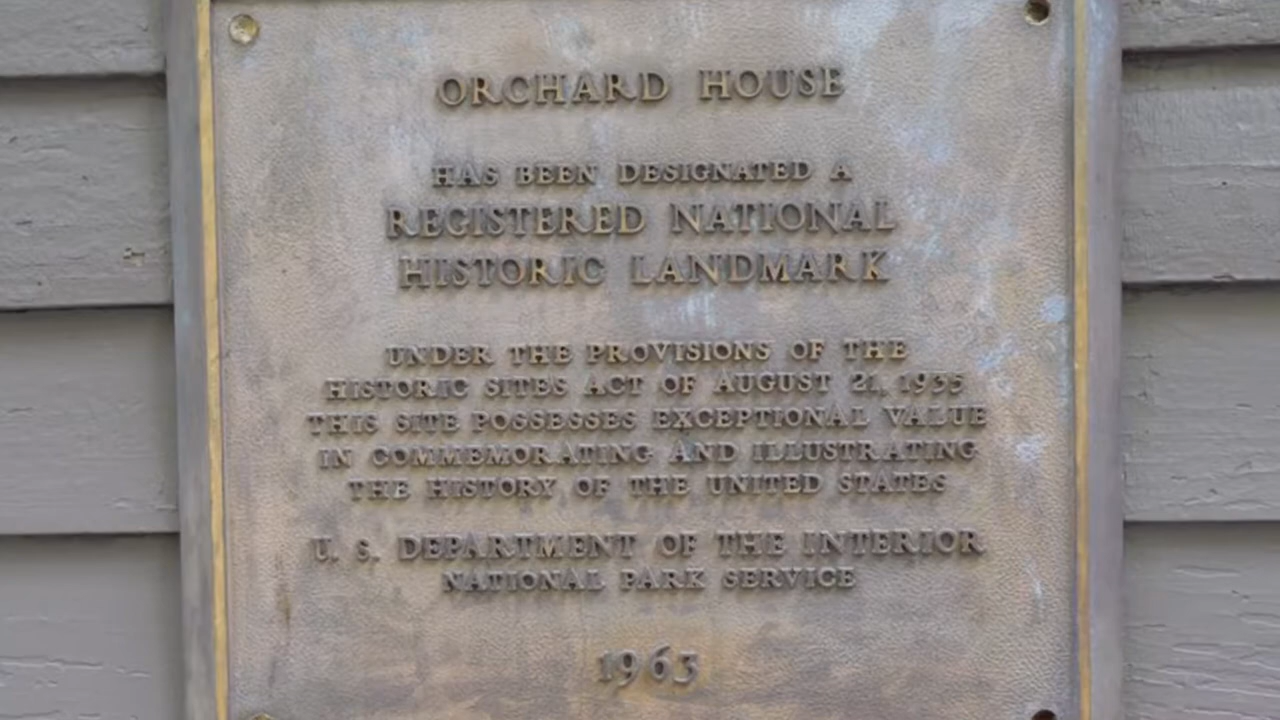 ORCHARD HOUSE
HAS BEEN DESIGNATED A
REGISTERED NATIONAL
HISTORIC LANDMARK
UNDER THE PROVISIONS OF THE
HISTORIC SITES ACT OF AUGUST 21, 1935
THIS SITE POSSESSES EXCEPTIONAL VALUE
IN COMMEMORATING AND ILLUSTRATING
THE HISTORY OF THE UNITED STATES
U. S. DEPARTMENT OF THE INTERIOR
NATIONAL PARK SERVICE
1963